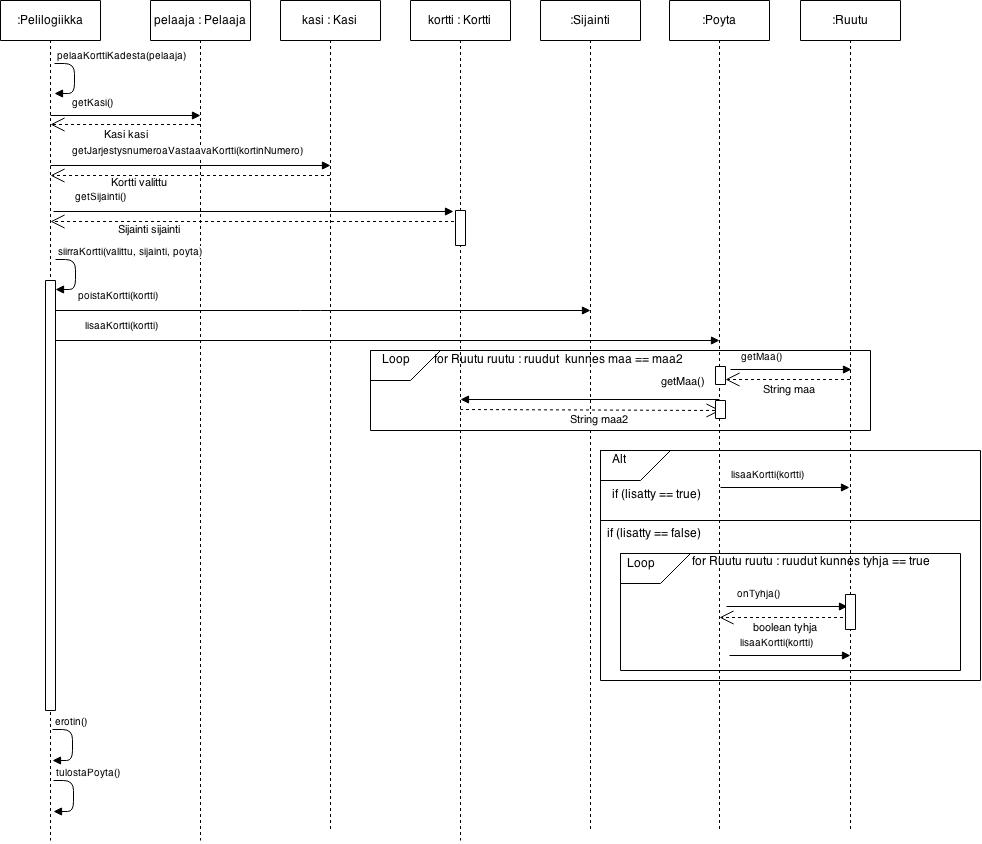 :Pelilogiikka
pelaaja : Pelaaja
kasi : Kasi
kortti : Kortti
:Sijainti
:Poyta
:Ruutu
pelaaKorttiKadesta(pelaaja)
getKasi()
Kasi kasi
getJarjestysnumeroaVastaavaKortti(kortinNumero)
Kortti valittu
getSijainti()
Sijainti sijainti
siirraKortti(valittu, sijainti, poyta)
poistaKortti(kortti)
lisaaKortti(kortti)
Loop
for Ruutu ruutu : ruudut kunnes maa == maa2
getMaa()
String maa
getMaa()
String maa2
Alt
lisaaKortti(kortti)
if (lisatty == true)
if (lisatty == false)
Loop
for Ruutu ruutu : ruudut kunnes tyhja == true
onTyhja()
boolean tyhja
lisaaKortti(kortti)
erotin()
tulostaPoyta()